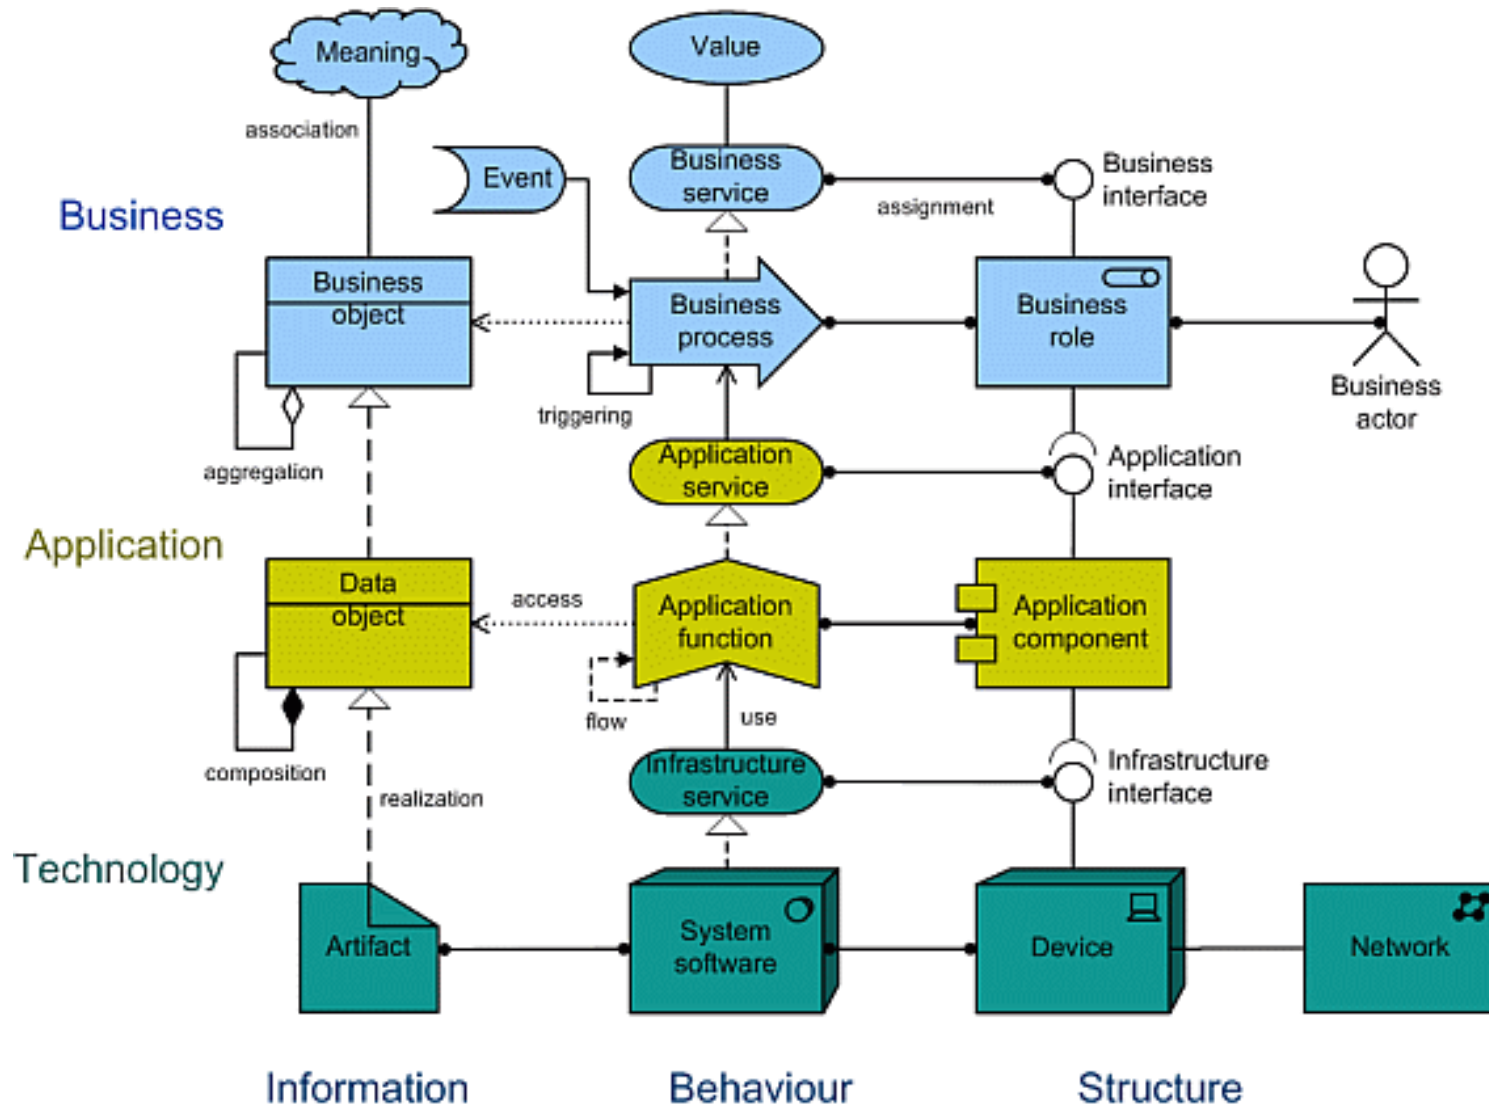 Meaning
Value
association
Event
Business
service
Business
interface
assignment
Business
Business
object
Business
process
Business
role
Business
actor
triggering
aggregation
Application
service
Application
interface
Application
Data
object
access
Application
function
Application
component
flow
use
composition
realization
Infrastructure
service
Infrastructure
interface
Technology
Artifact
System
software
Device
Network
Information
Behaviour
Structure